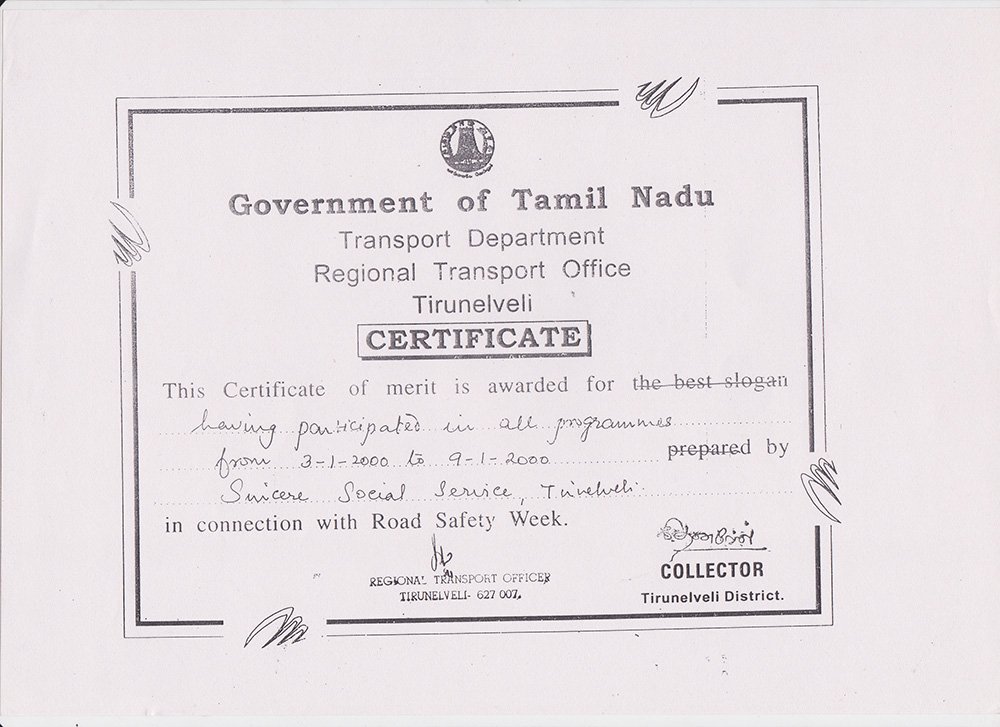 Government of Tamil Nadu
Transport Department
Regional Transport Office
Tirunelveli
CERTIFICATE
This Certificate of merit is awarded for the best slogan
having participated in all programmes
from 3-1-2000 to 9-1-2000 prepared by
Sincere Social Service, Tirunelveli
in connection with Road Safety Week.
REGIONAL TRANSPORT OFFICER
TIRUNELVELI- 627 007.
COLLECTOR
Tirunelveli District.